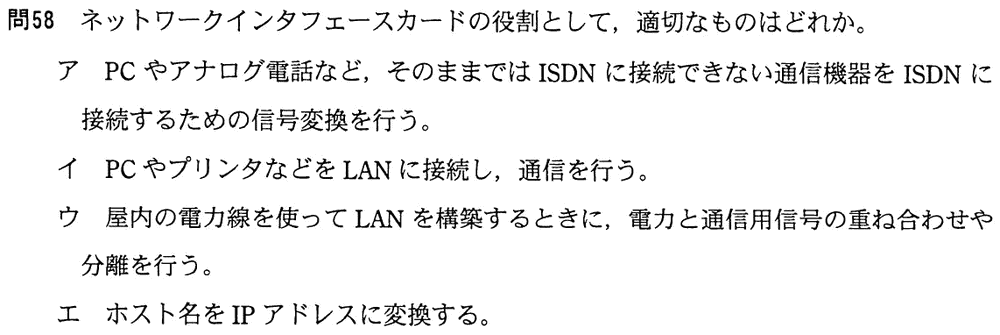 問58 ネットワークインタフェースカードの役割として，適切なものはどれか。
ア PCやアナログ電話など，そのままでは ISDN に接続できない通信機器を ISDN に
接続するための信号変換を行う。
イ PCやプリンタなどを LAN に接続し，通信を行う。
ウ 屋内の電力線を使って LAN を構築するときに，電力と通信用信号の重ね合わせや
分離を行う。
エ ホスト名を IP アドレスに変換する。